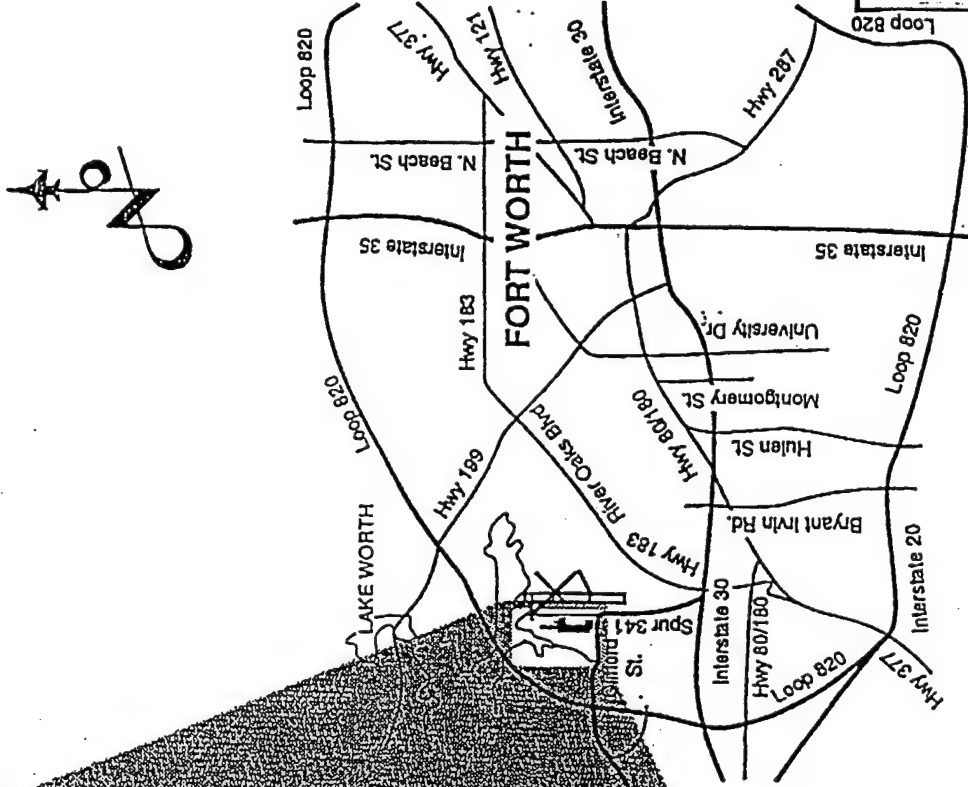 N
Loop 820
Hwy 377
Hwy 121
Interstate 30
Loop 820
N. Beach St.
N. Beach St.
Hwy 287
Interstate 35
FORT WORTH
Interstate 35
Hwy 183
University Dr.
Loop 820
Loop 820
Montgomery St.
Hwy 80/180
Hulen St.
Hwy 199
River Oaks Blvd
Bryant Irvin Rd.
LAKE WORTH
Hwy 183
Interstate 20
Spur 341
Interstate 30
Clifford
St.
Hwy 80/180
Loop 820
Hwy 377